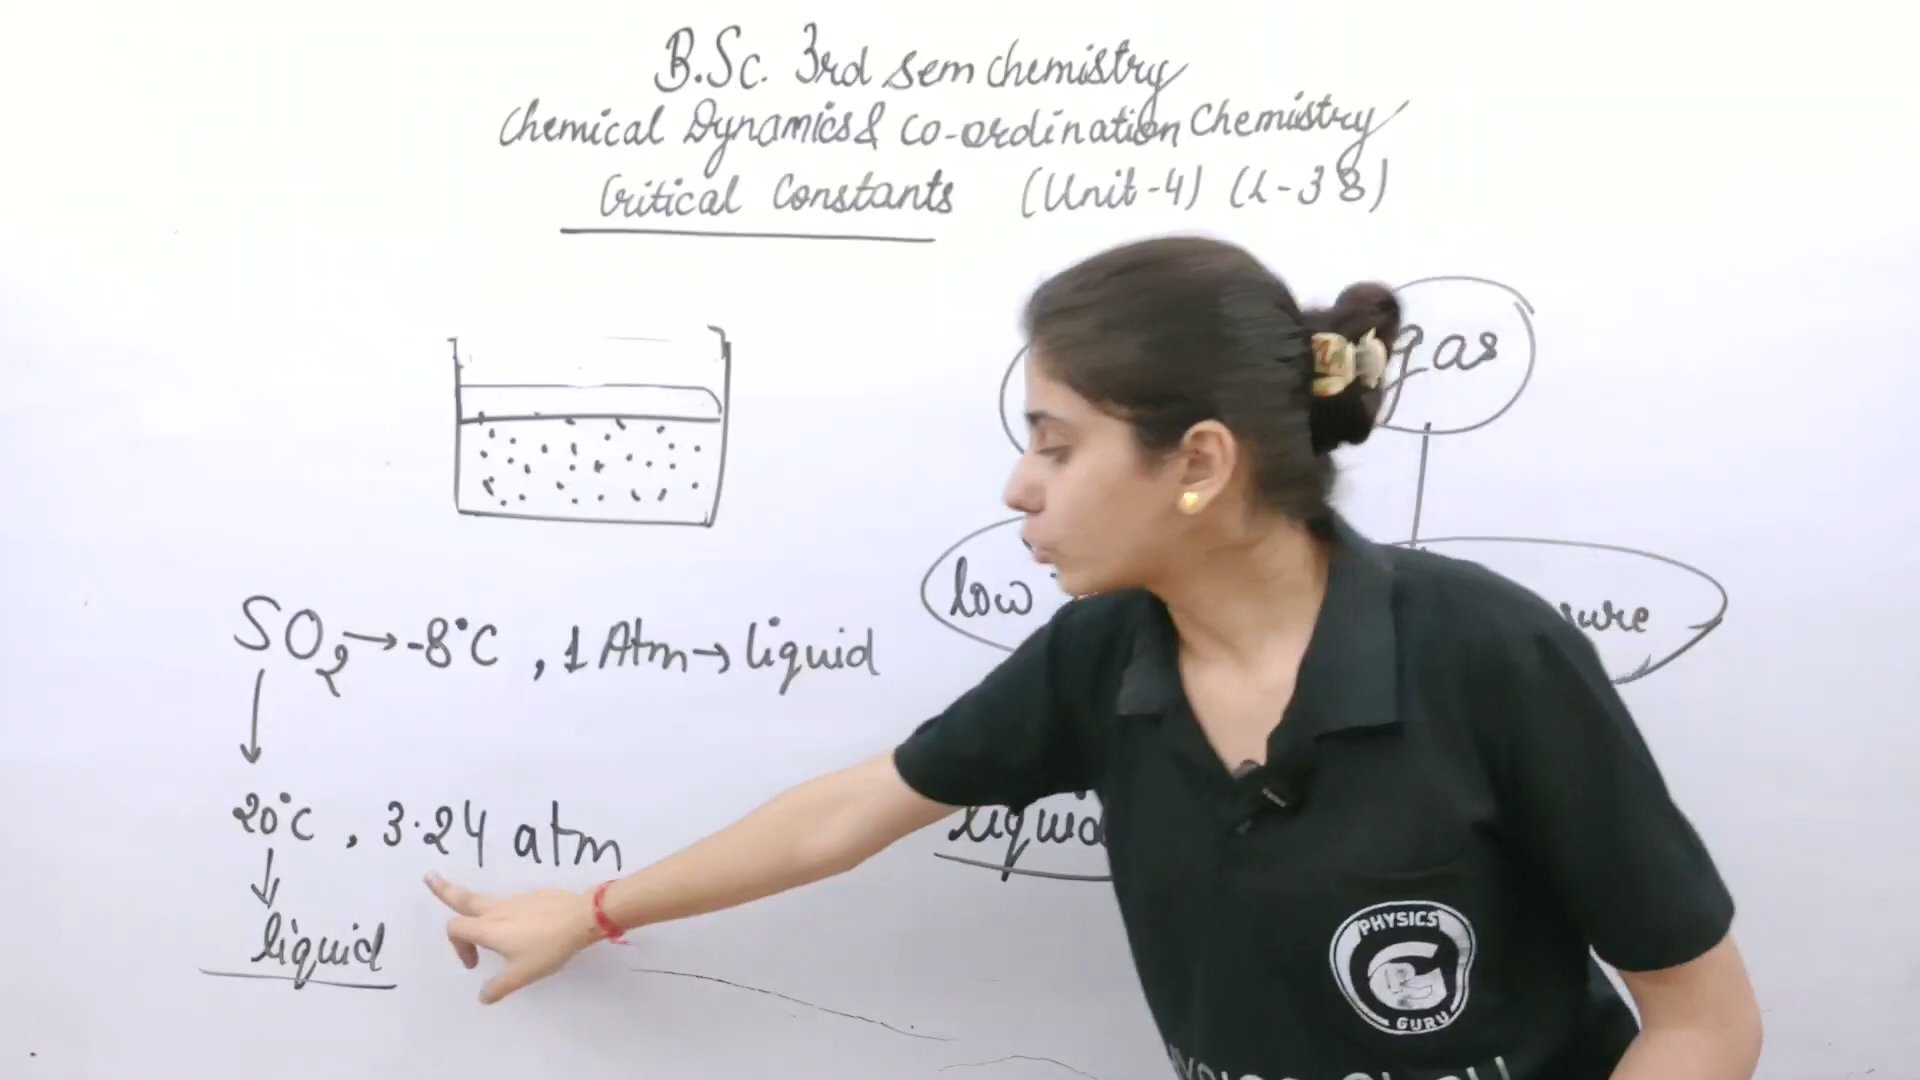 B.Sc. 3rd sem chemistry
Chemical Dynamics & Co-ordination Chemistry
Critical Constants (Unit-4) (L-38)
gas
low
SO2 → -8°C, 1 Atm → liquid
20°C, 3.24 atm
liquid
liquid
PHYSICS
GURU